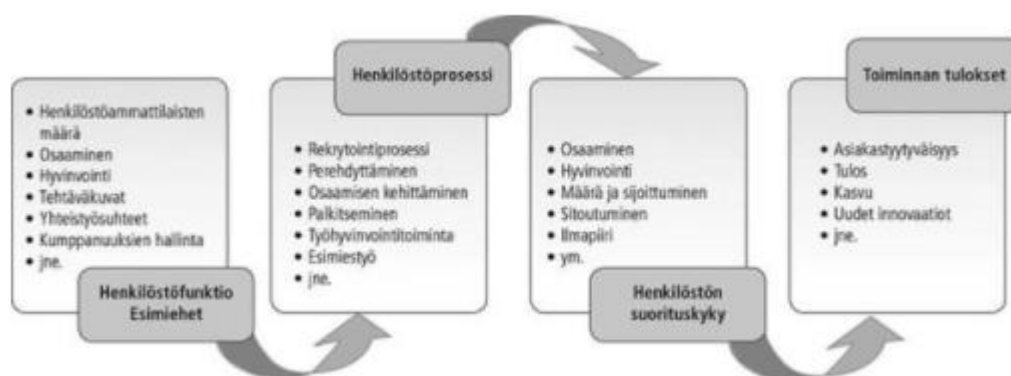 • Henkilöstöammattilaisten
määrä
• Osaaminen
• Hyvinvointi
• Tehtäväkuvat
• Yhteistyösuhteet
• Kumppanuuksien hallinta
• jne.
Henkilöstöfunktio
Esimiehet
Henkilöstöprosessi
• Rekrytointiprosessi
• Perehdyttäminen
• Osaamisen kehittäminen
• Palkitseminen
• Työhyvinvointitoiminta
• Esimiestyö
• jne.
• Osaaminen
• Hyvinvointi
• Määrä ja sijoittuminen
• Sitoutuminen
• Ilmapiiri
• ym.
Henkilöstön
suorituskyky
Toiminnan tulokset
• Asiakastyytyväisyys
• Tulos
• Kasvu
• Uudet innovaatiot
• jne.